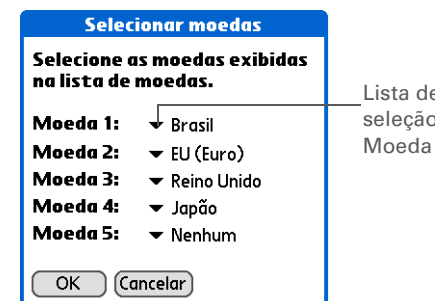 Selecionar moedas
Selecione as moedas exibidas
na lista de moedas.
Moeda 1: Brasil
Moeda 2: EU (Euro)
Moeda 3: Reino Unido
Moeda 4: Japão
Moeda 5: Nenhum
OK Cancelar
Lista de
seleção
Moeda